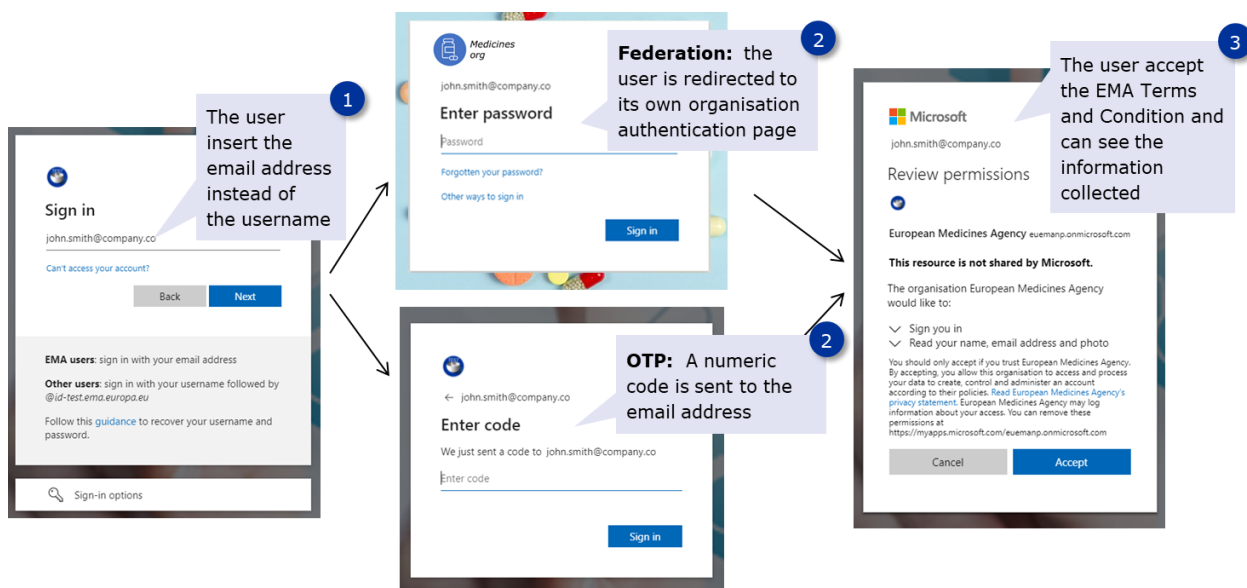 1
The user
insert the
email address
instead of
the username
Sign in
john.smith@company.co
Can't access your account?
Back
Next
EMA users: sign in with your email address
Other users: sign in with your username followed by
@id-test.ema.europa.eu
Follow this guidance to recover your username and
password.
Sign-in options
2
Medicines
org
john.smith@company.co
Enter password
Password
Forgotten your password?
Other ways to sign in
Sign in
Federation: the
user is redirected to
its own organisation
authentication page
2
OTP: A numeric
code is sent to the
email address
← john.smith@company.co
Enter code
We just sent a code to john.smith@company.co
Enter code
Sign in
3
The user accept
the EMA Terms
and Condition and
can see the
information
collected
Microsoft
john.smith@company.co
Review permissions
European Medicines Agency euemanp.onmicrosoft.com
This resource is not shared by Microsoft.
The organisation European Medicines Agency
would like to:
Sign you in
Read your name, email address and photo
You should only accept if you trust European Medicines Agency.
By accepting, you allow this organisation to access and process
your data to create, control and administer an account
according to their policies. Read European Medicines Agency's
privacy statement. European Medicines Agency may log
information about your access. You can remove these
permissions at
https://myapps.microsoft.com/euemanp.onmicrosoft.com
Cancel
Accept